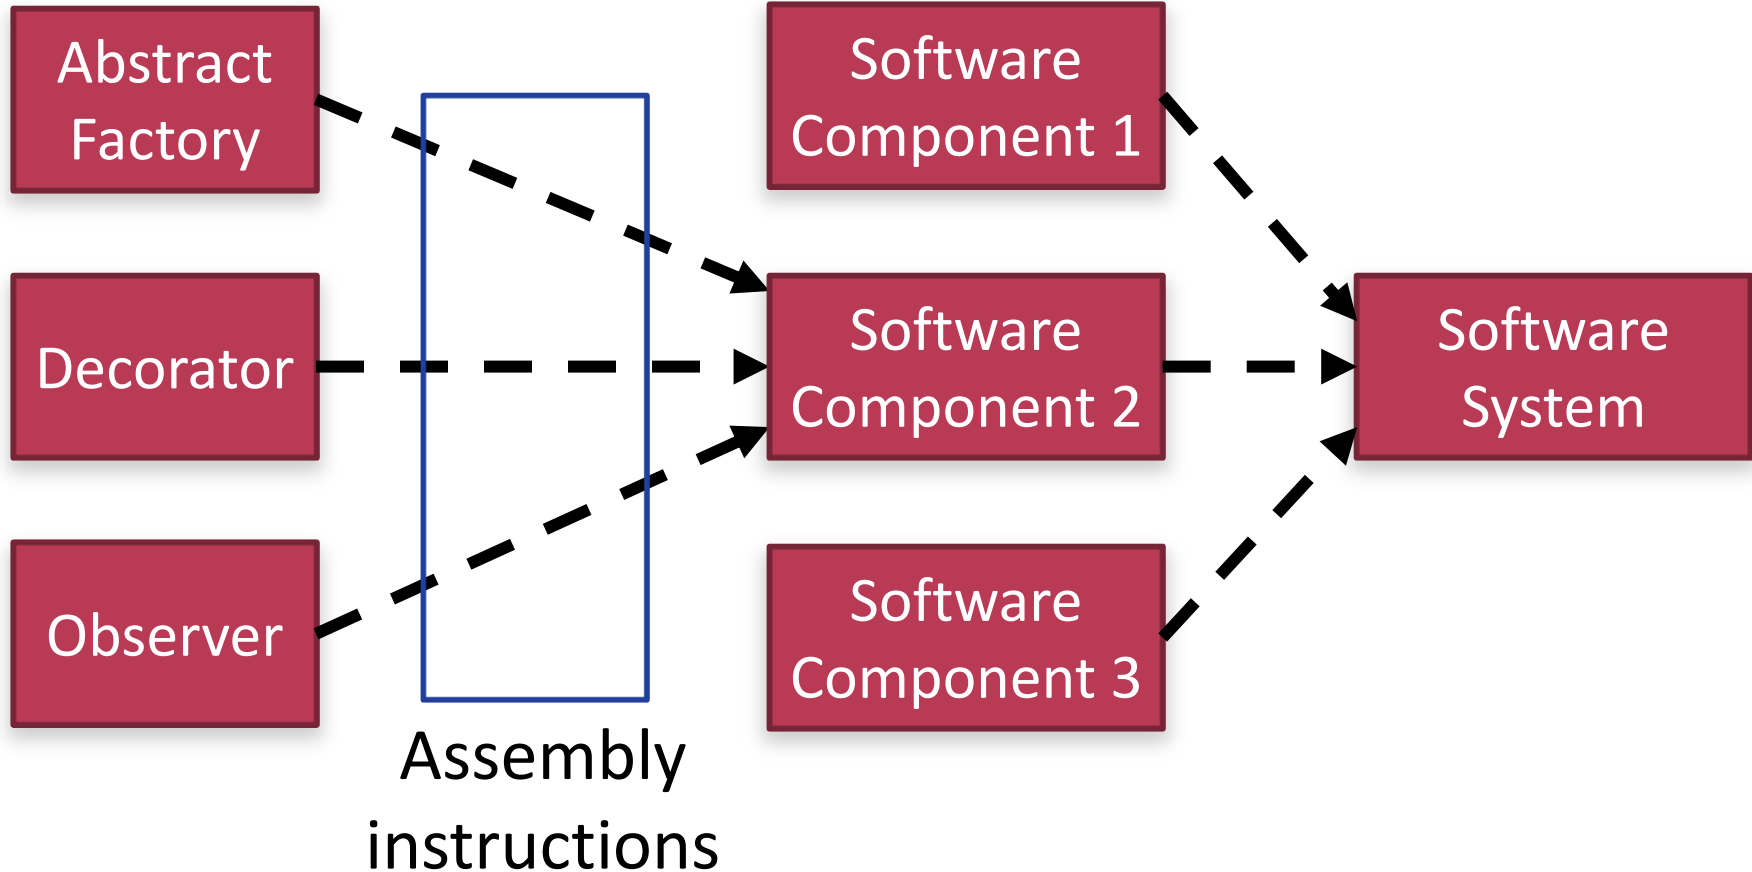 Abstract
Factory
Decorator
Observer
Assembly
instructions
Software
Component 1
Software
Component 2
Software
Component 3
Software
System